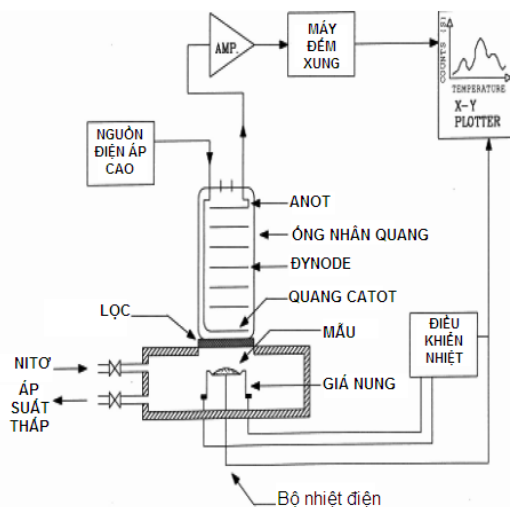 AMP.
MÁY
ĐẾM
XUNG
COUNTS
TEMPERATURE
X-Y
PLOTTER
NGUỒN
ĐIỆN ÁP
CAO
ANOT
ỐNG NHÂN QUANG
ĐYNODE
QUANG CATOT
LỌC
MẪU
ĐIỀU
KHIỂN
NHIỆT
NITƠ
GIÁ NUNG
ÁP
SUẤT
THẤP
Bộ nhiệt điện